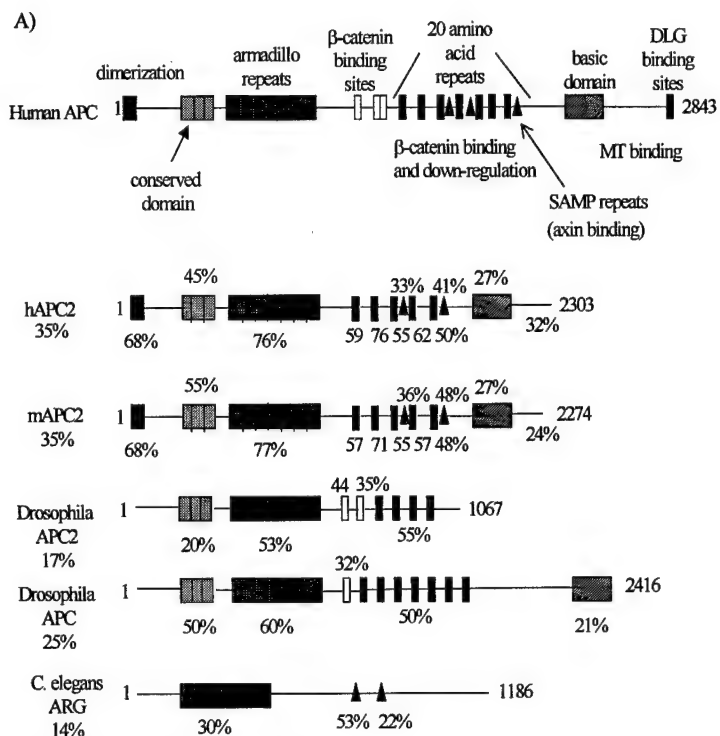 A)
dimerization
armadillo
repeats
β-catenin
binding
sites
20 amino
acid
repeats
basic
domain
DLG
binding
sites
Human APC
1
2843
conserved
domain
β-catenin binding
and down-regulation
MT binding
SAMP repeats
(axin binding)
45%
33% 41% 27%
hAPC2
35%
1
2303
68% 76% 59 76 55 62 50% 32%
55%
36% 48% 27%
mAPC2
35%
1
2274
68% 77% 57 71 55 57 48% 24%
44 35%
Drosophila
APC2
17%
1
1067
20% 53% 55%
32%
Drosophila
APC
25%
1
2416
50% 60% 50% 21%
C. elegans
ARG
14%
1
1186
30% 53% 22%